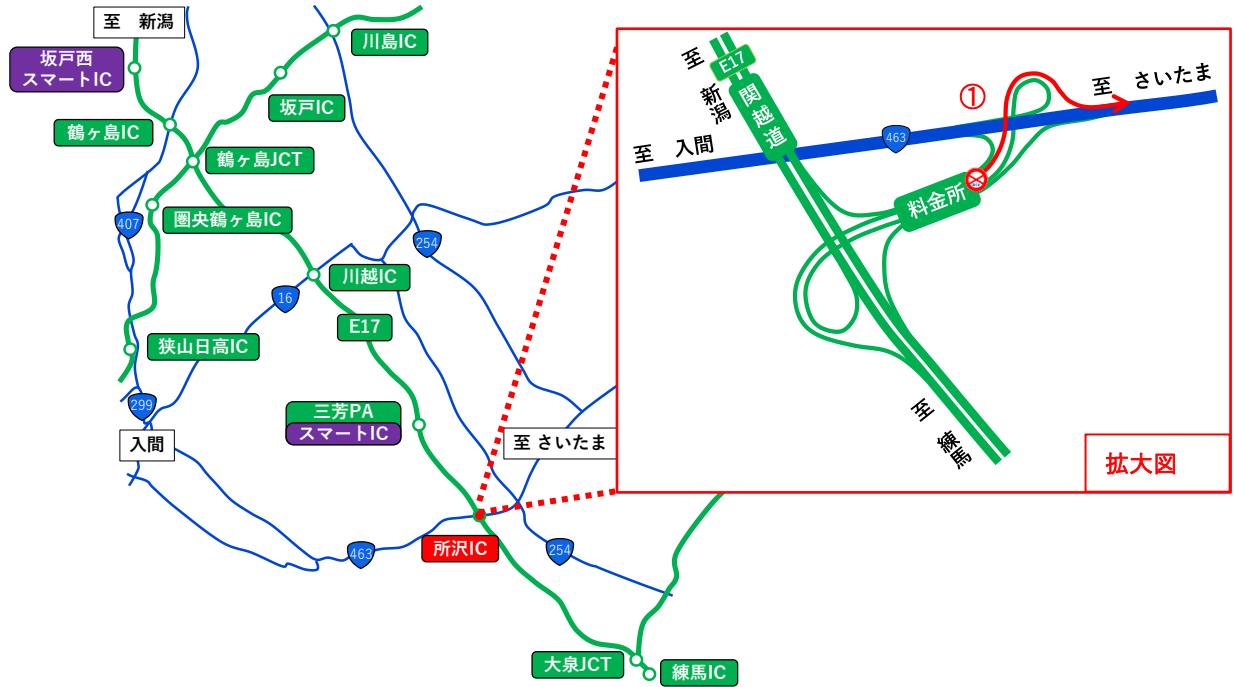 至 新潟
坂戸西
スマートIC
川島IC
坂戸IC
鶴ヶ島IC
鶴ヶ島JCT
圏央鶴ヶ島IC
407
254
川越IC
16
E17
狭山日高IC
299
入間
三芳PA
スマートIC
至 さいたま
463
所沢IC
254
大泉JCT
練馬IC
至 新潟
E17
関越道
①
至 さいたま
463
至 入間
料金所
至 練馬
拡大図